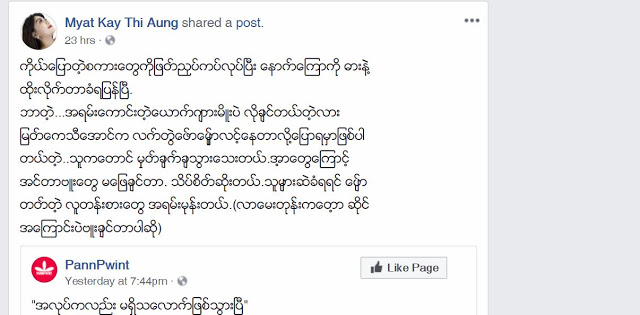 Myat Kay Thi Aung shared a post.
23 hrs ·
ကိုယ်ပြောတဲ့စကားတွေကိုဖြတ်ညှပ်ကပ်လုပ်ပြီး နောက်ကြောကို ဓားနဲ့
ထိုးလိုက်တာခံရပြန်ပြီ.
ဘာတဲ့...အရမ်းကောင်းတဲ့ယောက်ျားမျိုးပဲ လိုချင်တယ်တဲ့လား
မြတ်ကေသီအောင်က လက်တွဲဖော်မျှော်လင့်နေတာလို့ပြောရမှာဖြစ်ပါ
တယ်တဲ့..သူကတောင် မှတ်ချက်ချသွားသေးတယ်.အဲ့ာတွေကြောင့်
အင်တာဗျူးတွေ မဖြေချင်တာ. သိပ်စိတ်ဆိုးတယ်.သူများဆဲခံရရင် ပျော်
တတ်တဲ့ လူတန်းစားတွေ အရမ်းမုန်းတယ်.(လာမေးတုန်းကတော့ ဆိုင်
အကြောင်းပဲဗျူးချင်တာပါဆို)
PannPwint
Like Page
Yesterday at 7:44pm ·
"အလုပ်ကလည်း မရှိသလောက်ဖြစ်သွားပြီ"